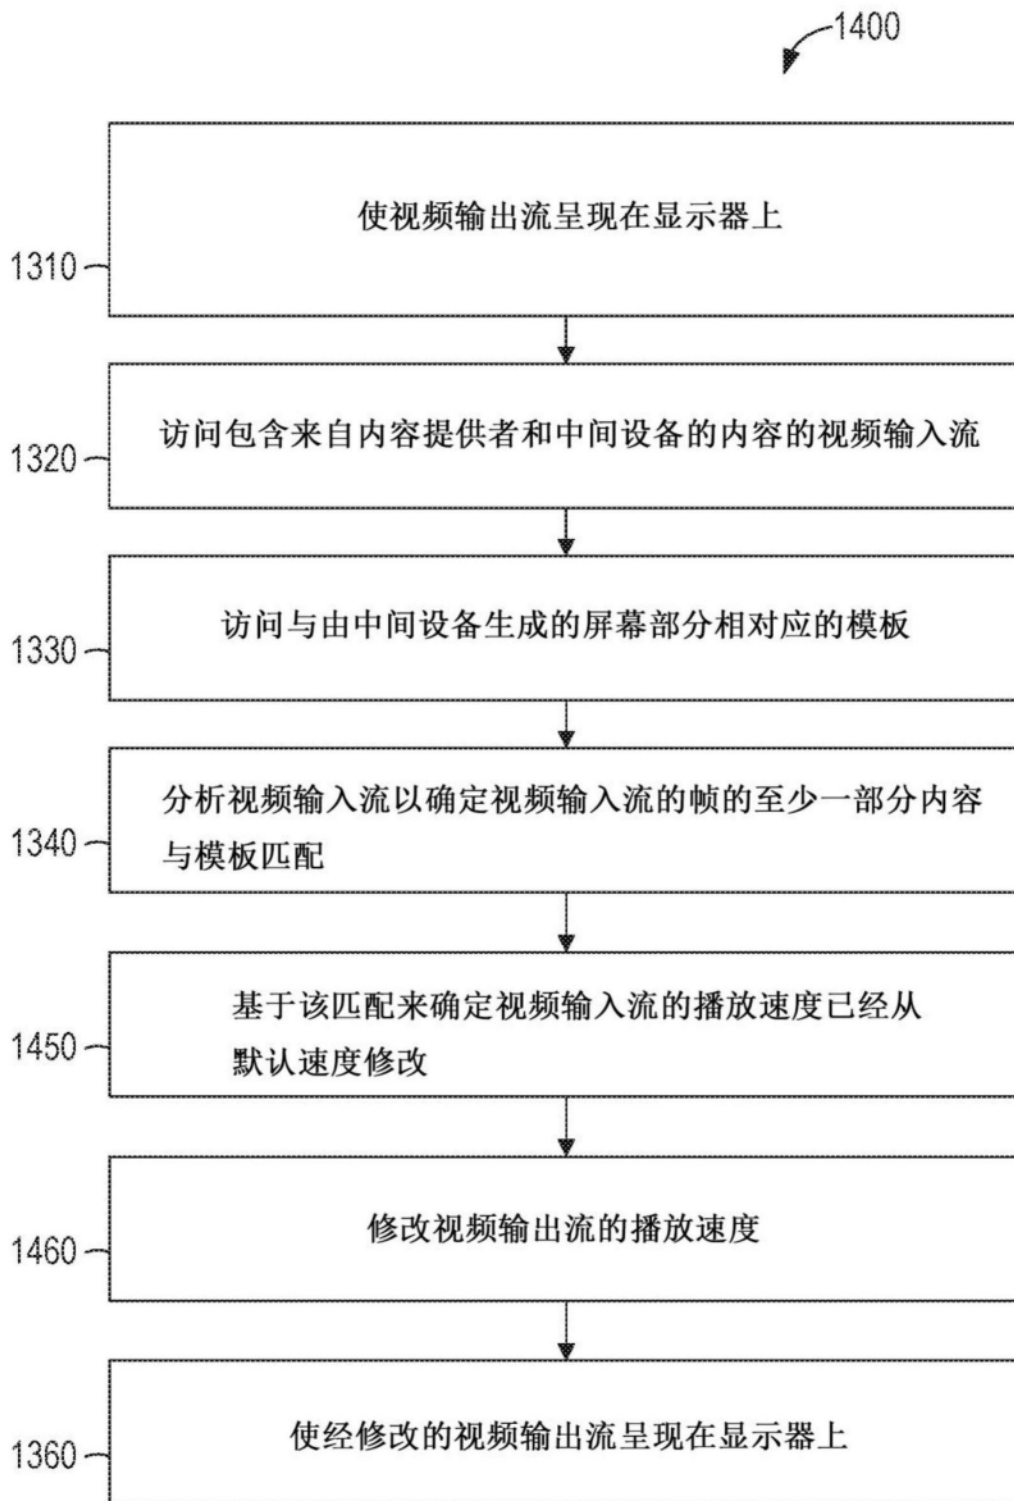 1400
使视频输出流呈现在显示器上
1310
访问包含来自内容提供者和中间设备的内容的视频输入流
1320
访问与由中间设备生成的屏幕部分相对应的模板
1330
分析视频输入流以确定视频输入流的帧的至少一部分内容
与模板匹配
1340
基于该匹配来确定视频输入流的播放速度已经从
默认速度修改
1450
修改视频输出流的播放速度
1460
使经修改的视频输出流呈现在显示器上
1360